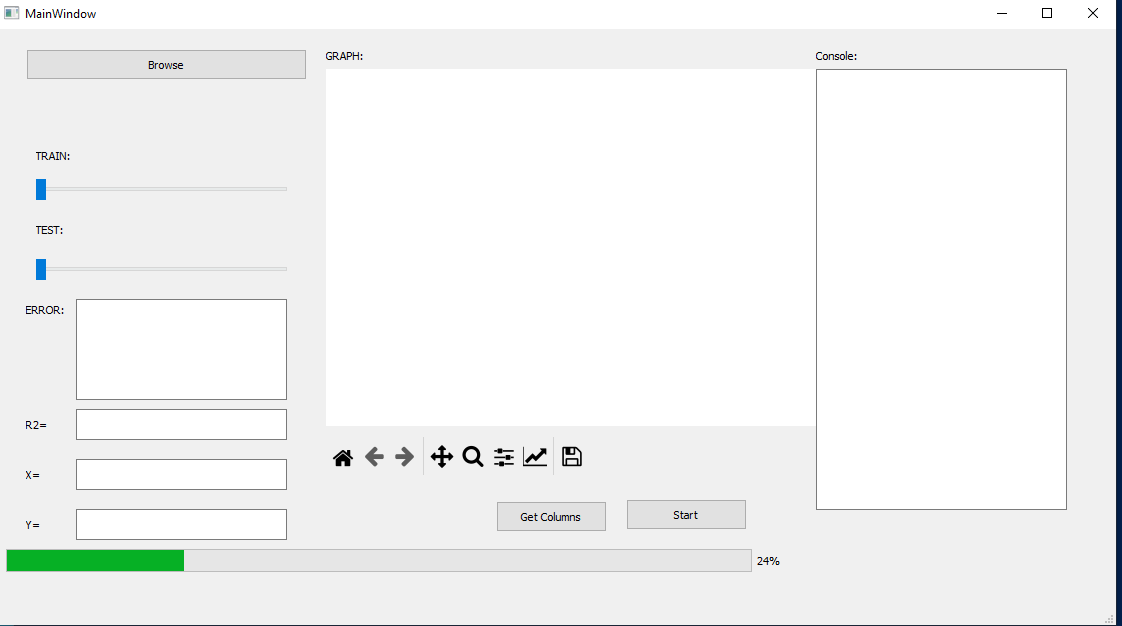 MainWindow
Browse
GRAPH:
Console:
TRAIN:
TEST:
ERROR:
R2=
X=
Y=
Get Columns
Start
24%